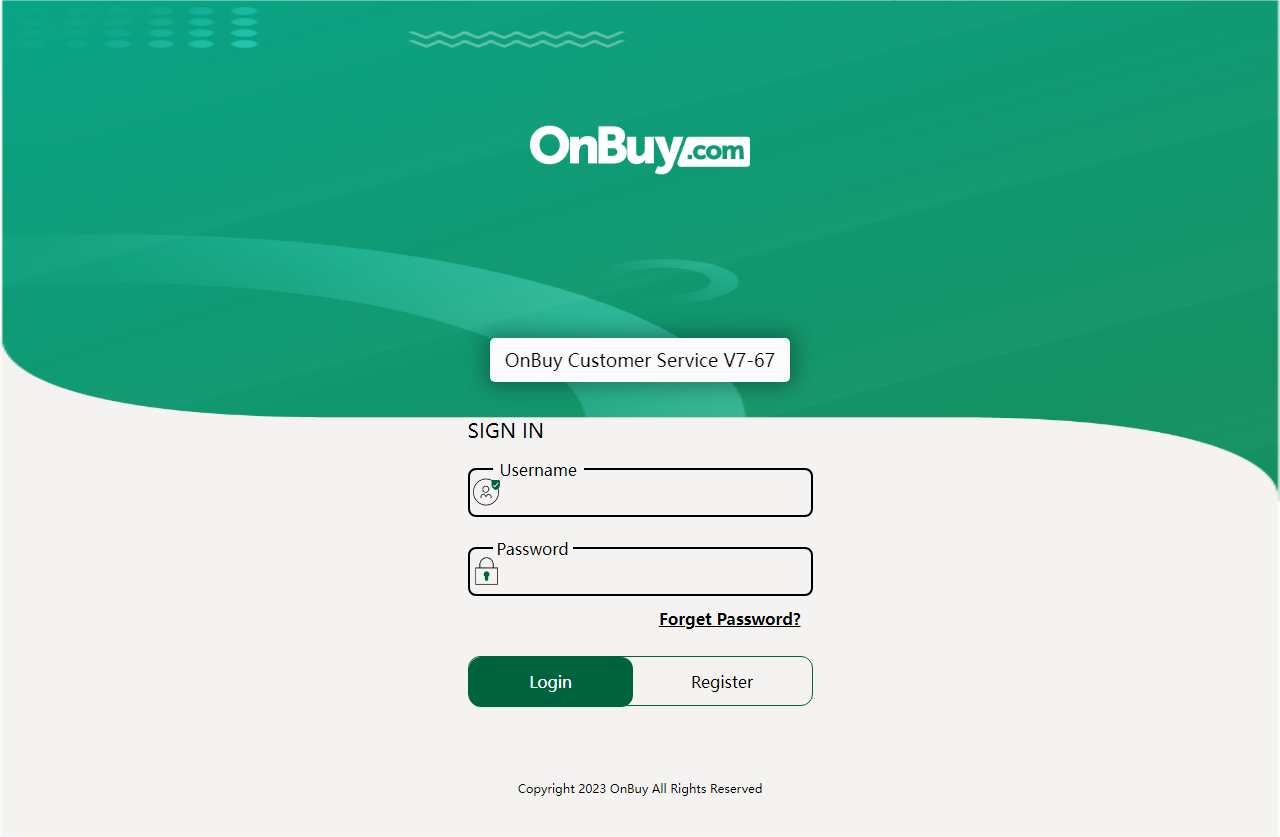 OnBuy.com
OnBuy Customer Service V7-67
SIGN IN
Username
Password
Forget Password?
Login
Register
Copyright 2023 OnBuy All Rights Reserved